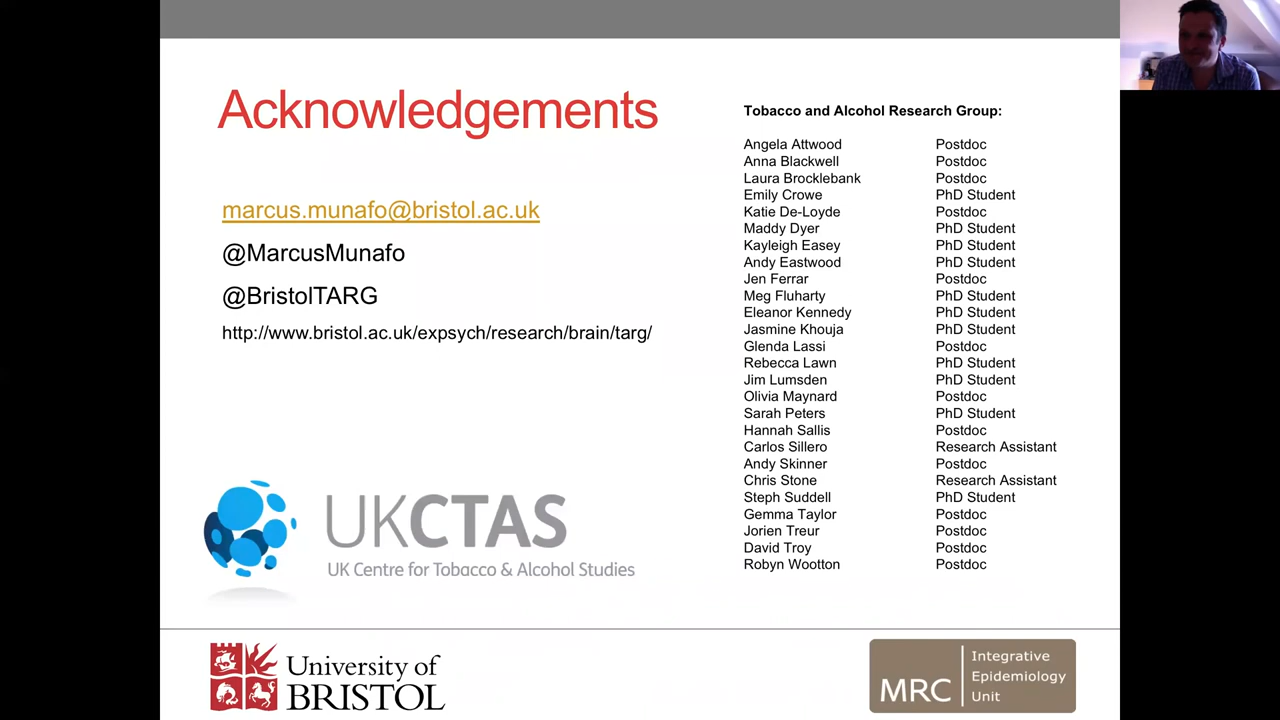 Acknowledgements
marcus.munafo@bristol.ac.uk
@MarcusMunafo
@BristolTARG
http://www.bristol.ac.uk/expsych/research/brain/targ/
UKCTAS
UK Centre for Tobacco & Alcohol Studies
Tobacco and Alcohol Research Group:
Angela Attwood Postdoc
Anna Blackwell Postdoc
Laura Brocklebank Postdoc
Emily Crowe PhD Student
Katie De-Loyde Postdoc
Maddy Dyer PhD Student
Kayleigh Easey PhD Student
Andy Eastwood PhD Student
Jen Ferrar Postdoc
Meg Fluharty PhD Student
Eleanor Kennedy PhD Student
Jasmine Khouja PhD Student
Glenda Lassi Postdoc
Rebecca Lawn PhD Student
Jim Lumsden PhD Student
Olivia Maynard Postdoc
Sarah Peters PhD Student
Hannah Sallis Postdoc
Carlos Sillero Research Assistant
Andy Skinner Postdoc
Chris Stone Research Assistant
Steph Suddell PhD Student
Gemma Taylor Postdoc
Jorien Treur Postdoc
David Troy Postdoc
Robyn Wootton Postdoc
University of
BRISTOL
MRC
Integrative
Epidemiology
Unit